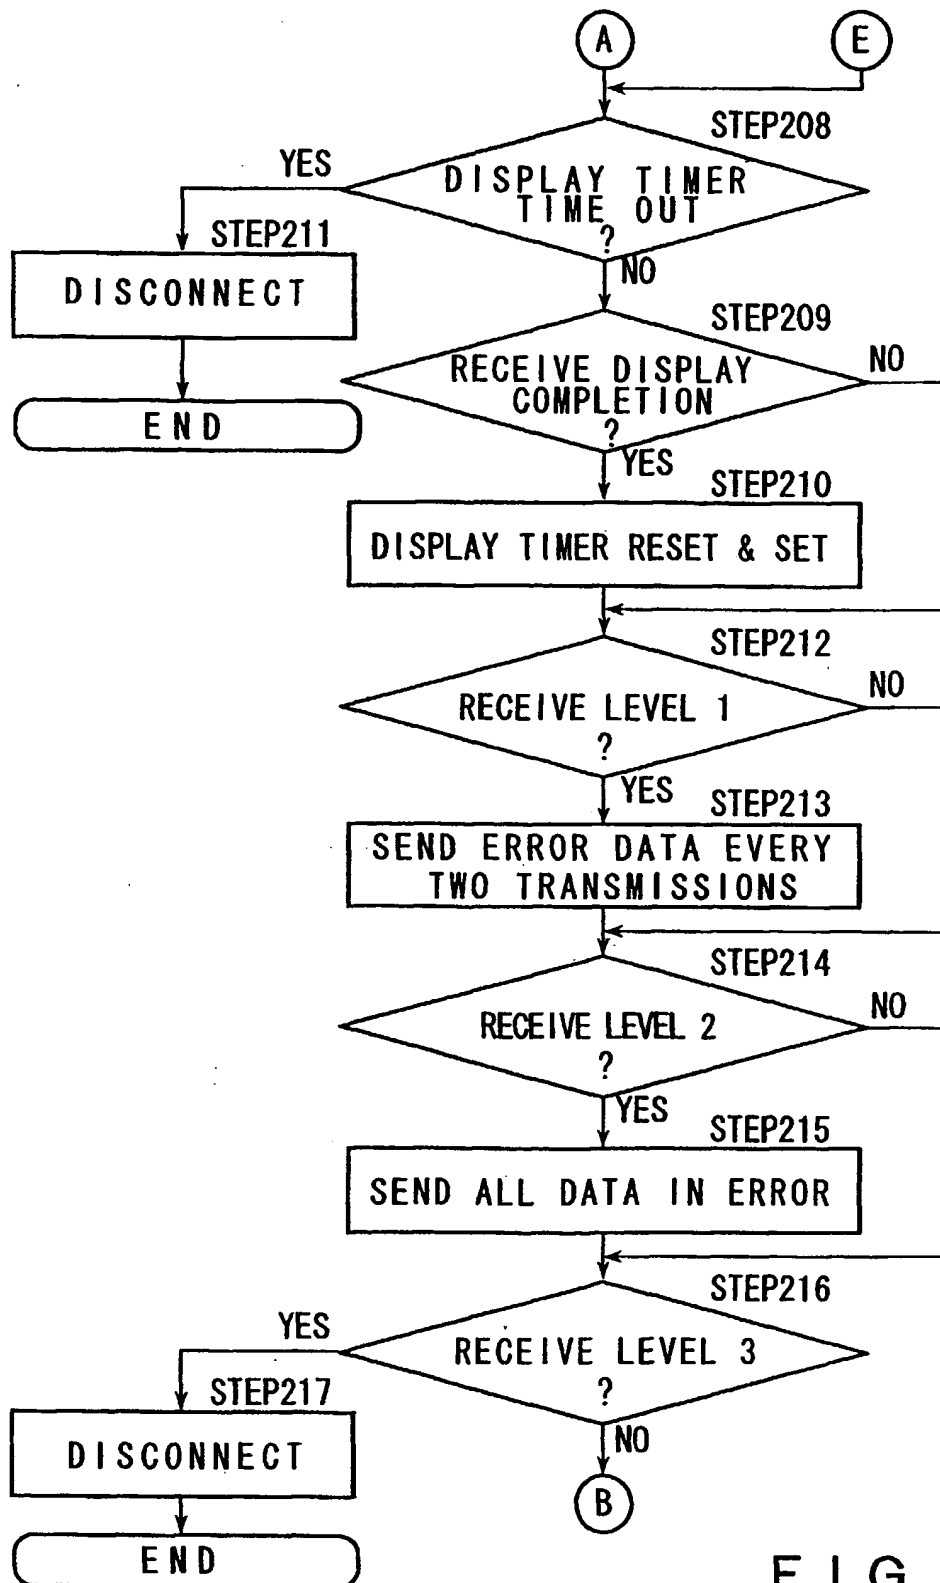 A
E
STEP208
YES
DISPLAY TIMER
TIME OUT
?
STEP211
NO
DISCONNECT
STEP209
NO
RECEIVE DISPLAY
COMPLETION
?
END
YES
STEP210
DISPLAY TIMER RESET & SET
STEP212
NO
RECEIVE LEVEL 1
?
YES
STEP213
SEND ERROR DATA EVERY
TWO TRANSMISSIONS
STEP214
NO
RECEIVE LEVEL 2
?
YES
STEP215
SEND ALL DATA IN ERROR
STEP216
YES
RECEIVE LEVEL 3
?
STEP217
NO
DISCONNECT
B
END
FIG